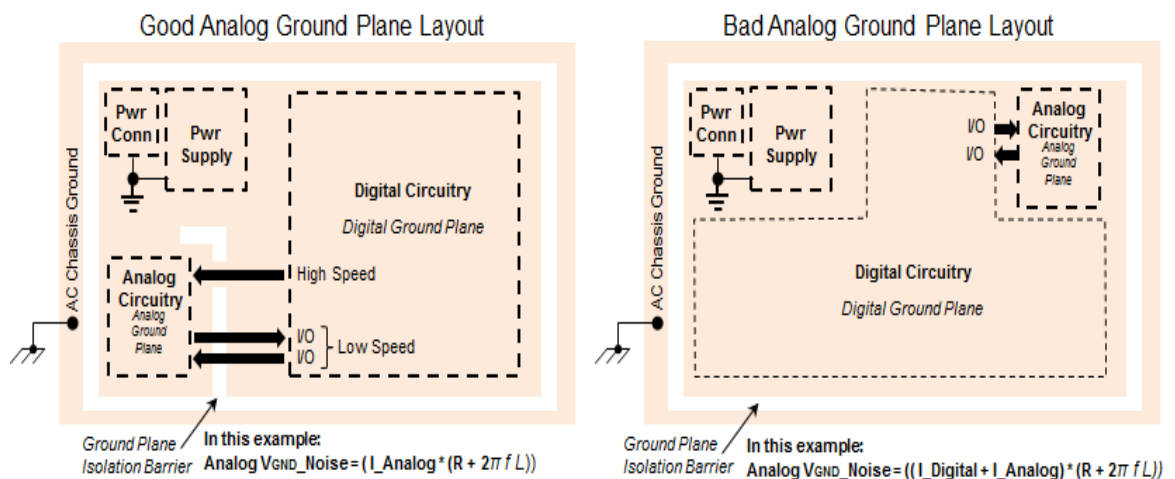 Good Analog Ground Plane Layout
AC Chassis Ground
Pwr
Conn
Pwr
Supply
Digital Circuitry
Digital Ground Plane
Analog
Circuitry
Analog
Ground
Plane
High Speed
I/O
I/O
Low Speed
Ground Plane
Isolation Barrier
In this example:
Analog VGND_Noise = ( I_Analog * (R + 2π f L))
Bad Analog Ground Plane Layout
AC Chassis Ground
Pwr
Conn
Pwr
Supply
I/O
I/O
Analog
Circuitry
Analog
Ground
Plane
Digital Circuitry
Digital Ground Plane
Ground Plane
Isolation Barrier
In this example:
Analog VGND_Noise = (( I_Digital + I_Analog) * (R + 2π f L))